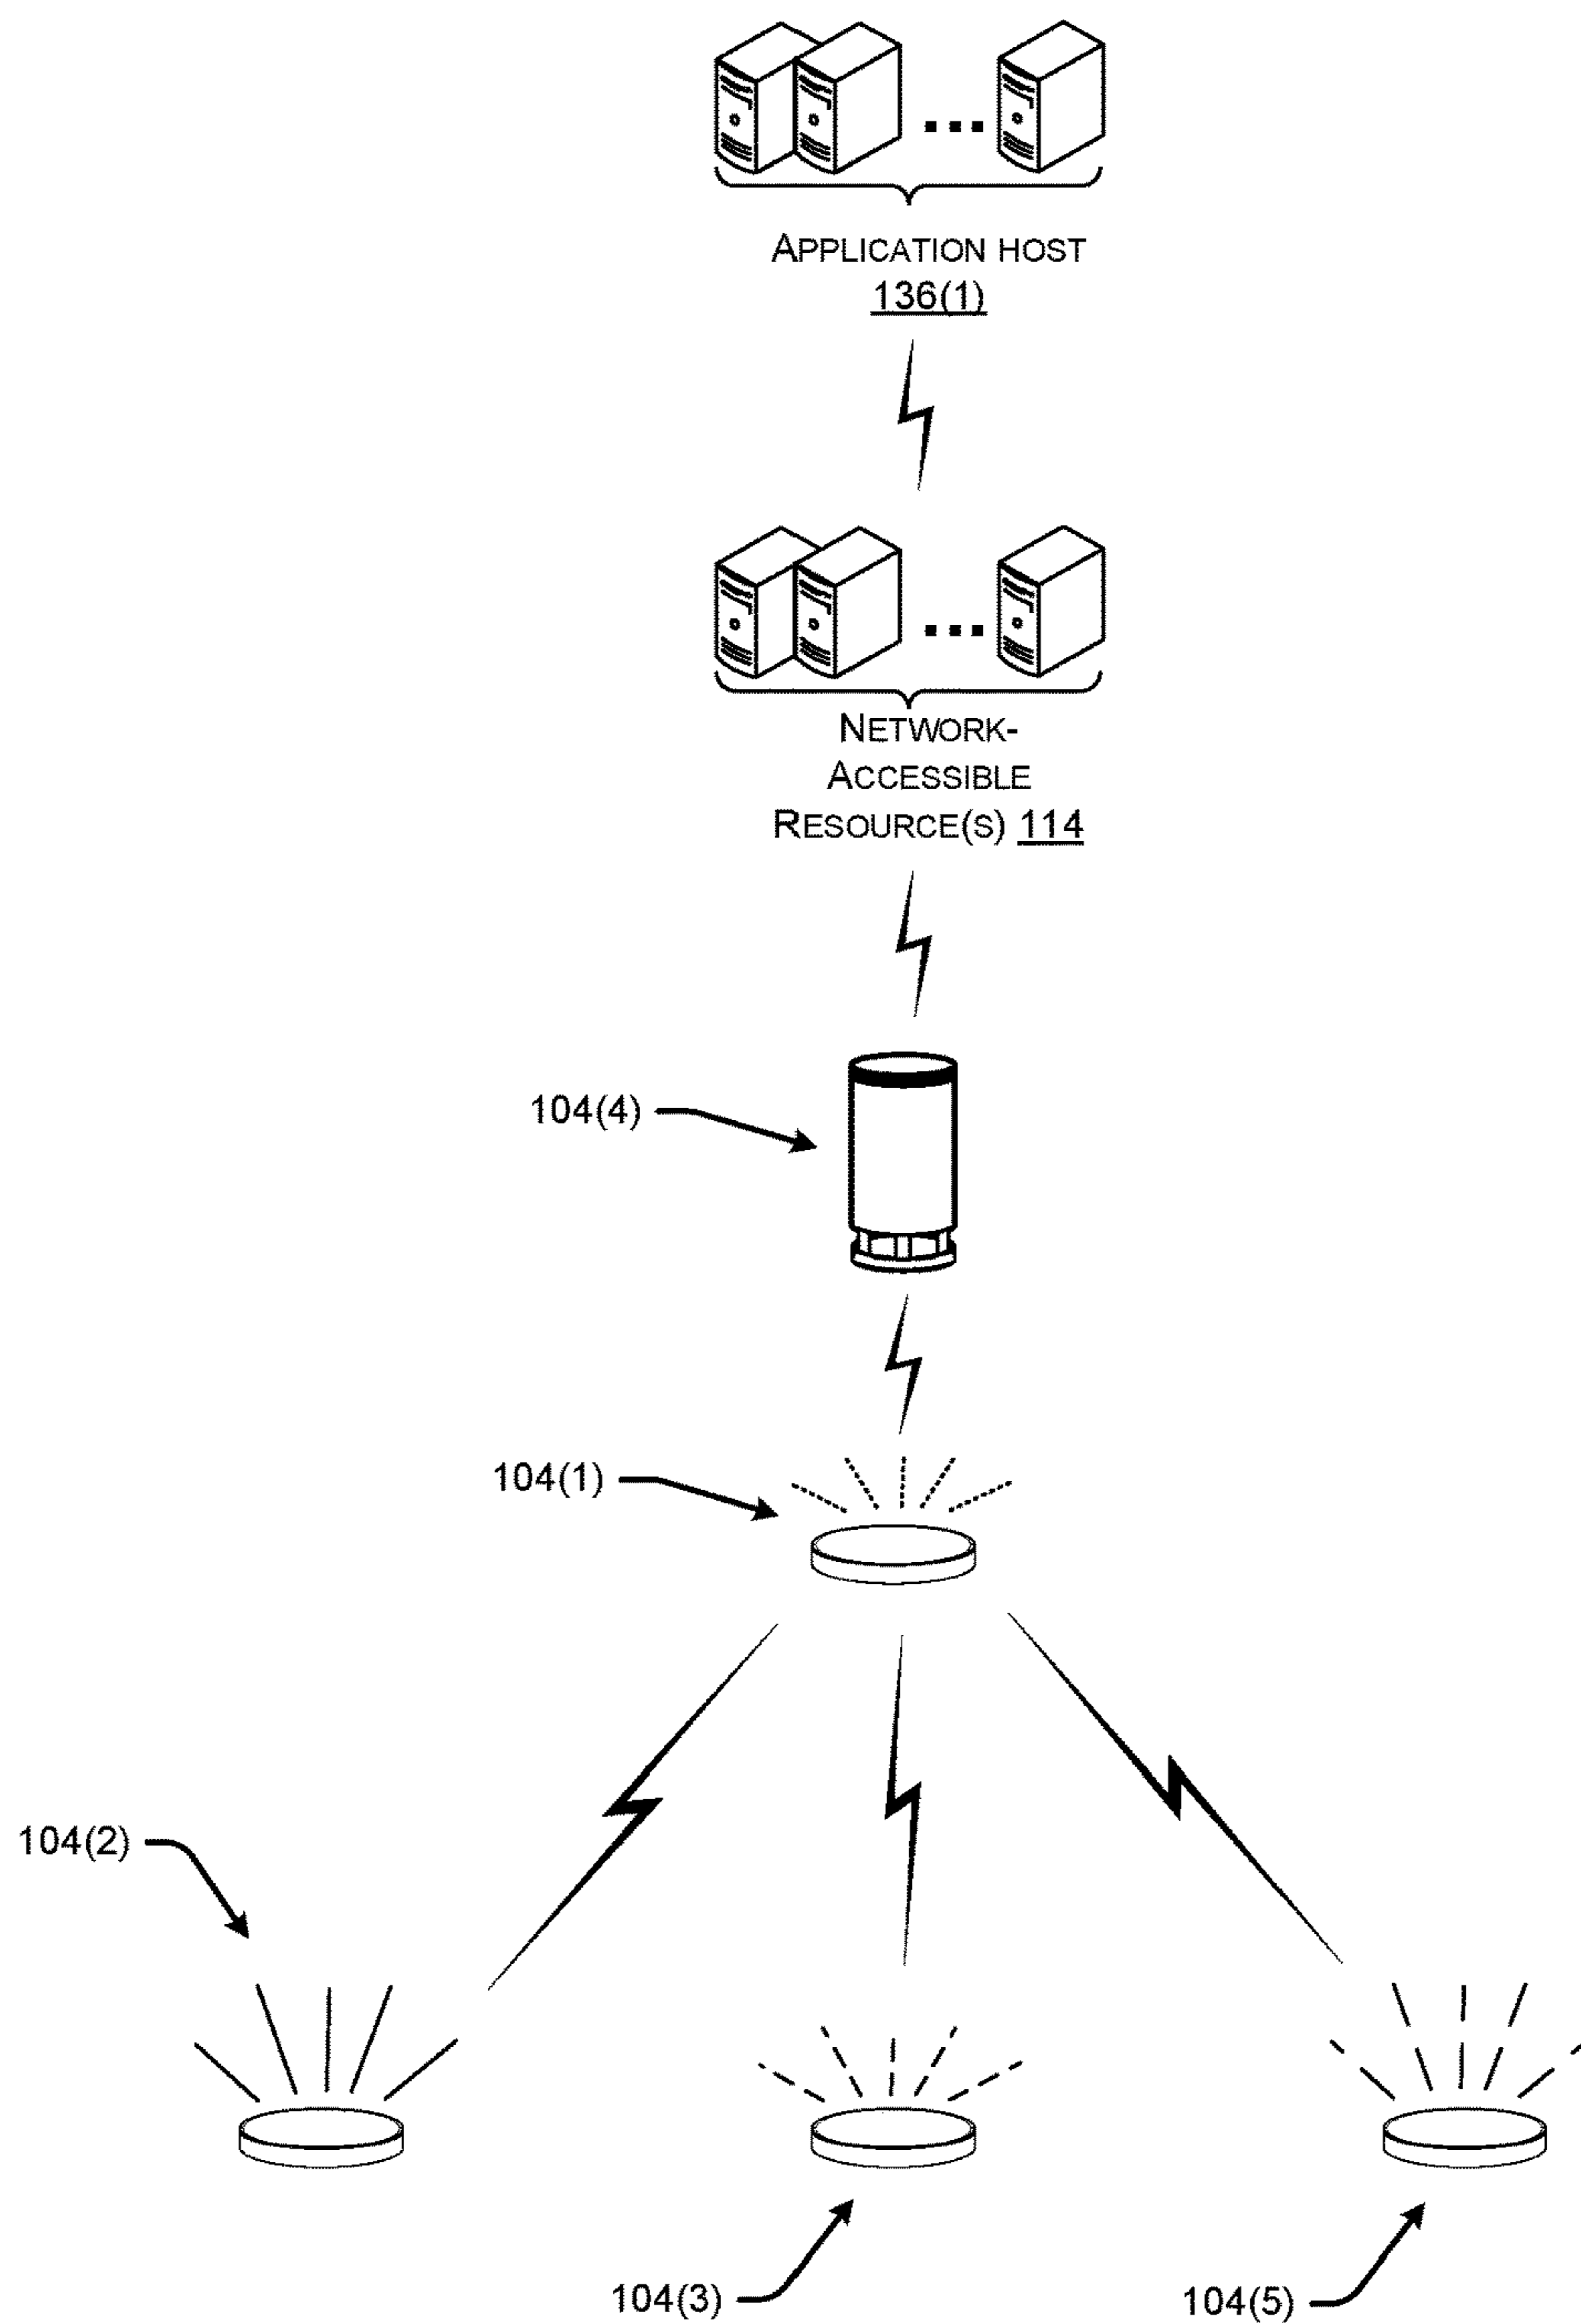 APPLICATION HOST
136(1)
NETWORK-
ACCESSIBLE
RESOURCE(S) 114
104(4)
104(1)
104(2)
104(3)
104(5)